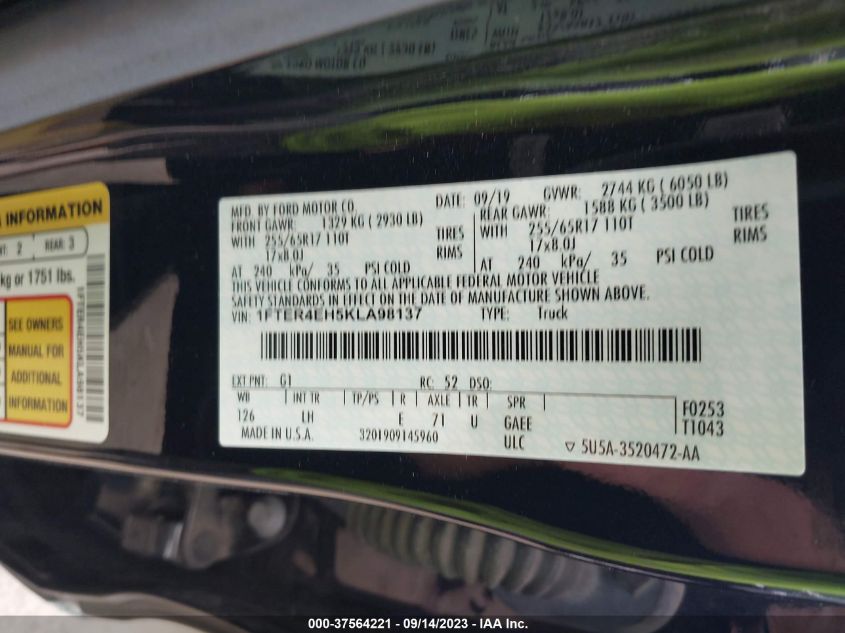 INFORMATION
2 REAR: 3
kg or 1751 lbs.
SEE OWNERS
MANUAL FOR
ADDITIONAL
INFORMATION
1FTER4EH5KLA98137
MFD. BY FORD MOTOR CO.
DATE: 09/19 GVWR: 2744 KG ( 6050 LB)
FRONT GAWR: 1329 KG ( 2930 LB)
REAR GAWR: 1588 KG ( 3500 LB)
WITH 255/65R17 110T TIRES
WITH 255/65R17 110T TIRES
17x8.0J RIMS
17x8.0J RIMS
AT 240 kPa/ 35 PSI COLD
AT 240 kPa/ 35 PSI COLD
THIS VEHICLE CONFORMS TO ALL APPLICABLE FEDERAL MOTOR VEHICLE
SAFETY STANDARDS IN EFFECT ON THE DATE OF MANUFACTURE SHOWN ABOVE.
VIN: 1FTER4EH5KLA98137 TYPE: Truck
EXT PNT: G1 RC: 52 DSO:
WB INT TR TP/PS R AXLE TR SPR
126 LH E 71 U GAEE
F0253
T1043
MADE IN U.S.A. 3201909145960 ULC
▽ 5U5A-3520472-AA
000-37564221 - 09/14/2023 - IAA Inc.